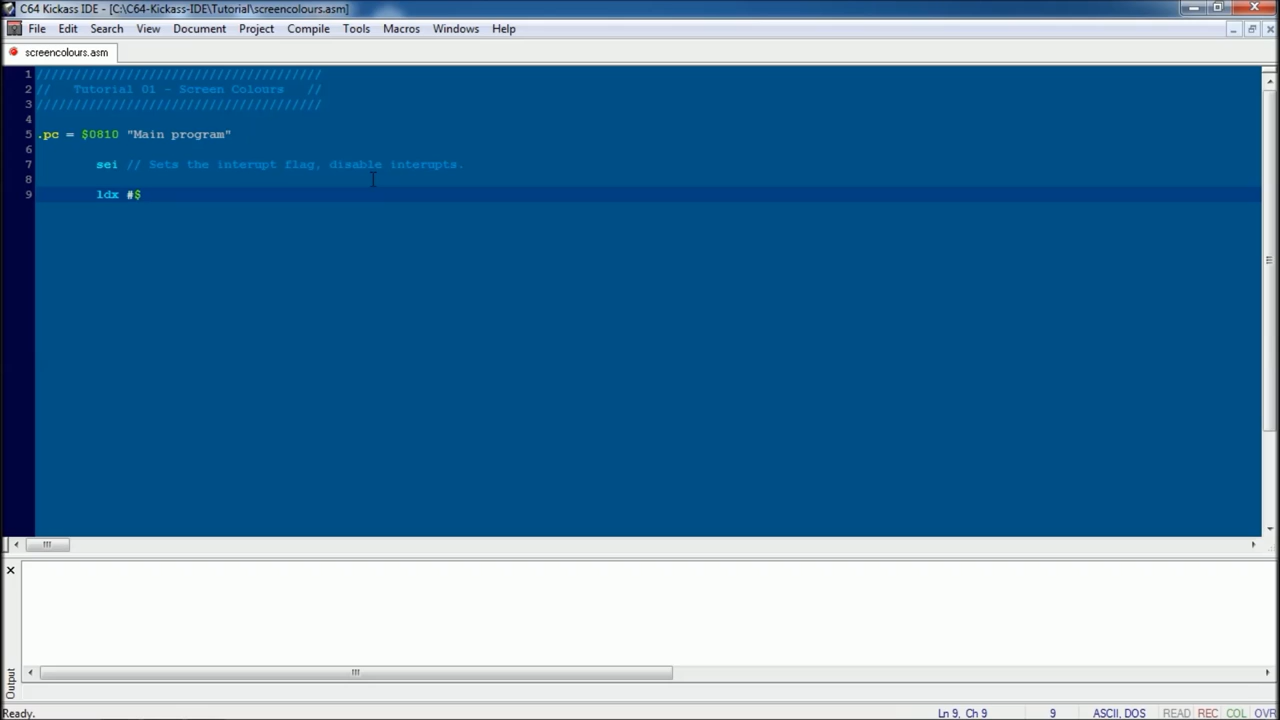 C64 Kickass IDE - [C:\C64-Kickass-IDE\Tutorial\screencolours.asm]
File Edit Search View Document Project Compile Tools Macros Windows Help
screencolours.asm
1 //////////////////////////////////////
2 // Tutorial 01 - Screen Colours //
3 //////////////////////////////////////
4
5 .pc = $0810 "Main program"
6
7 sei // Sets the interupt flag, disable interupts.
8
9 ldx #$
Output
Ready. Ln 9, Ch 9 9 ASCII, DOS READ REC COL OVR